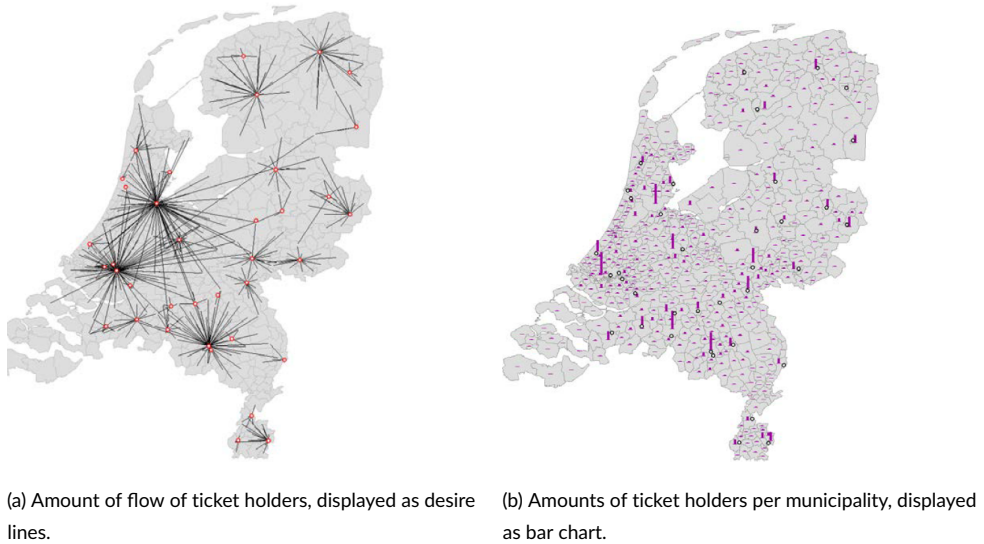 (a) Amount of flow of ticket holders, displayed as desire
lines.
(b) Amounts of ticket holders per municipality, displayed
as bar chart.